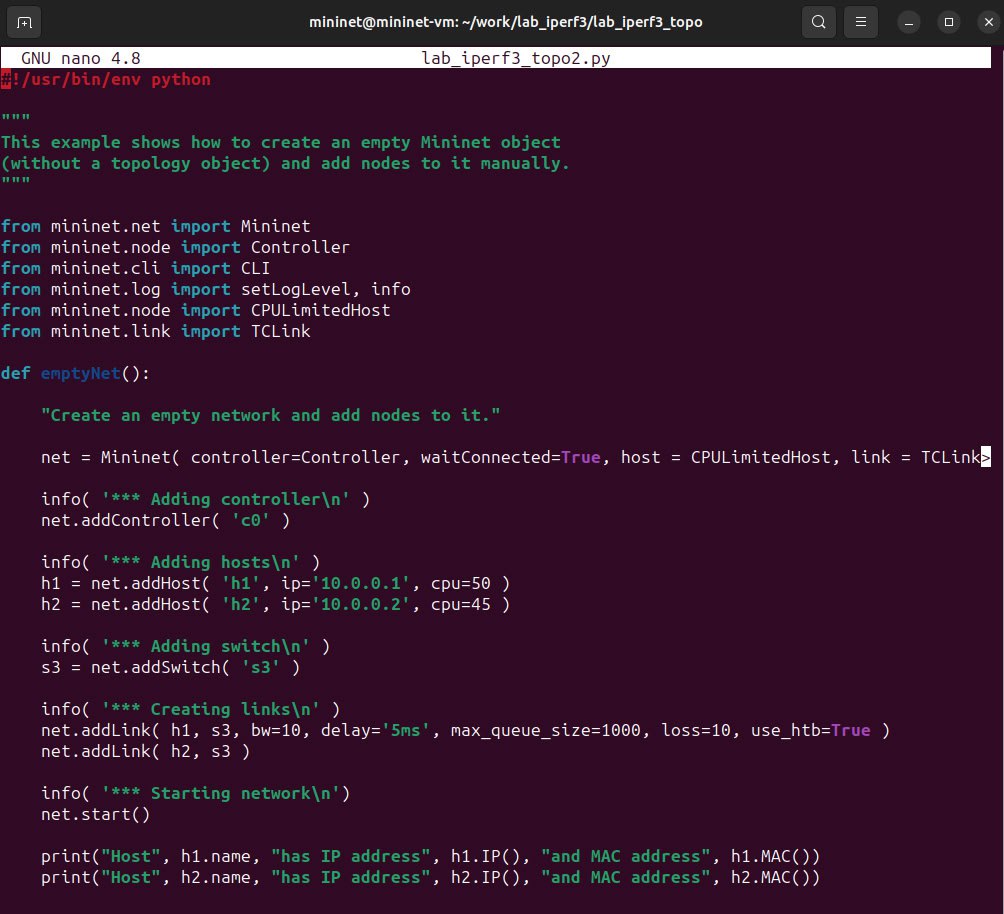 mininet@mininet-vm: ~/work/lab_iperf3/lab_iperf3_topo
GNU nano 4.8 lab_iperf3_topo2.py
#!/usr/bin/env python

"""
This example shows how to create an empty Mininet object
(without a topology object) and add nodes to it manually.
"""

from mininet.net import Mininet
from mininet.node import Controller
from mininet.cli import CLI
from mininet.log import setLogLevel, info
from mininet.node import CPULimitedHost
from mininet.link import TCLink

def emptyNet():

    "Create an empty network and add nodes to it."

    net = Mininet( controller=Controller, waitConnected=True, host = CPULimitedHost, link = TCLink>

    info( '*** Adding controller\n' )
    net.addController( 'c0' )

    info( '*** Adding hosts\n' )
    h1 = net.addHost( 'h1', ip='10.0.0.1', cpu=50 )
    h2 = net.addHost( 'h2', ip='10.0.0.2', cpu=45 )

    info( '*** Adding switch\n' )
    s3 = net.addSwitch( 's3' )

    info( '*** Creating links\n' )
    net.addLink( h1, s3, bw=10, delay='5ms', max_queue_size=1000, loss=10, use_htb=True )
    net.addLink( h2, s3 )

    info( '*** Starting network\n')
    net.start()

    print("Host", h1.name, "has IP address", h1.IP(), "and MAC address", h1.MAC())
    print("Host", h2.name, "has IP address", h2.IP(), "and MAC address", h2.MAC())